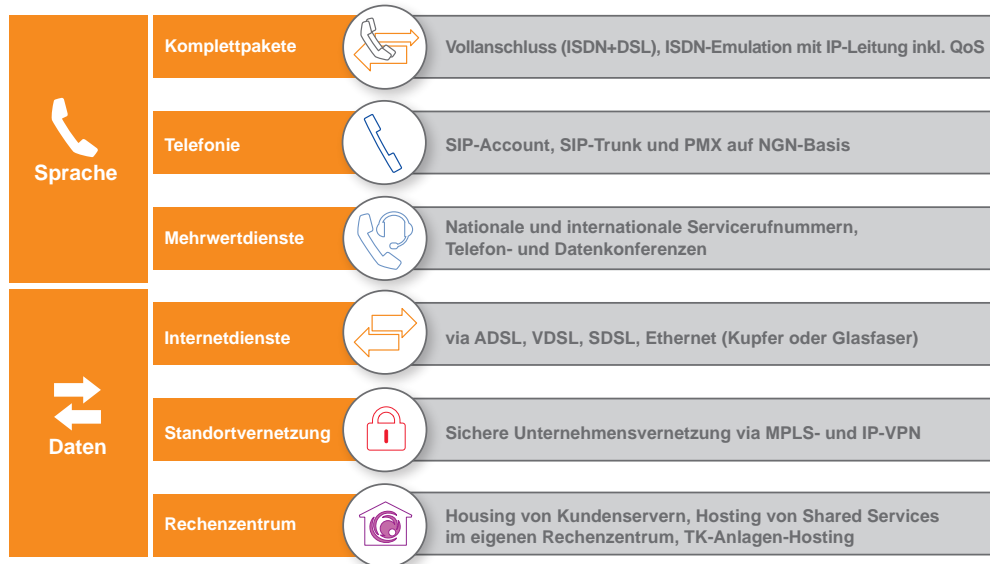 Sprache
Komplettpakete
Vollanschluss (ISDN+DSL), ISDN-Emulation mit IP-Leitung inkl. QoS
Telefonie
SIP-Account, SIP-Trunk und PMX auf NGN-Basis
Mehrwertdienste
Nationale und internationale Servicerufnummern,
Telefon- und Datenkonferenzen
Daten
Internetdienste
via ADSL, VDSL, SDSL, Ethernet (Kupfer oder Glasfaser)
Standortvernetzung
Sichere Unternehmensvernetzung via MPLS- und IP-VPN
Rechenzentrum
Housing von Kundenservern, Hosting von Shared Services
im eigenen Rechenzentrum, TK-Anlagen-Hosting